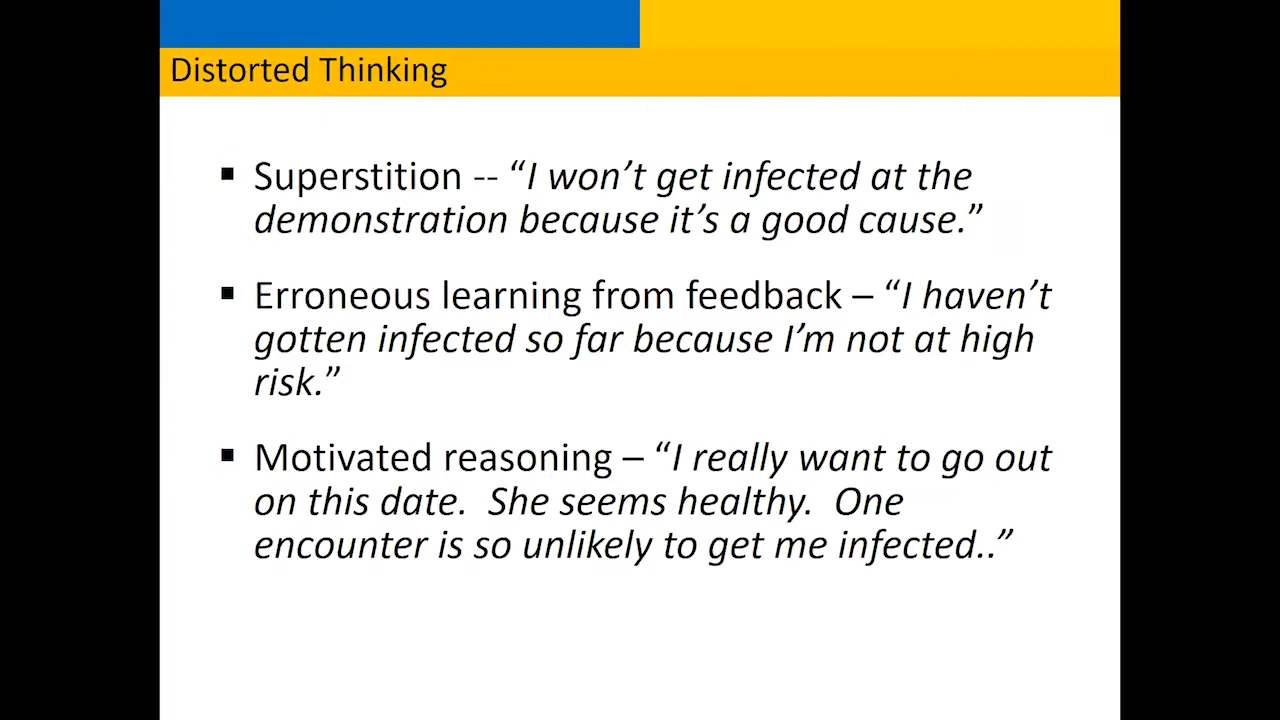 Distorted Thinking
▪ Superstition -- “I won’t get infected at the
demonstration because it’s a good cause.”
▪ Erroneous learning from feedback – “I haven’t
gotten infected so far because I’m not at high
risk.”
▪ Motivated reasoning – “I really want to go out
on this date.  She seems healthy.  One
encounter is so unlikely to get me infected..”